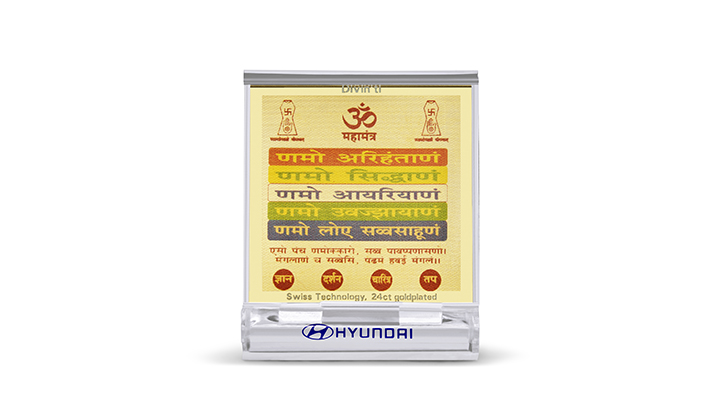 ॐ
महामंत्र
णमो अरिहंताणं
णमो सिद्धाणं
णमो आयरियाणं
णमो उवज्झायाणं
णमो लोए सव्वसाहूणं
एसो पंच णमोक्कारो, सव्व पावप्पणासणो।
मंगलाणं च सव्वसिं, पढमं हवई मंगलं।।
ज्ञान दर्शन चारित्र तप
Swiss Technology, 24ct goldplated
HYUNDAI